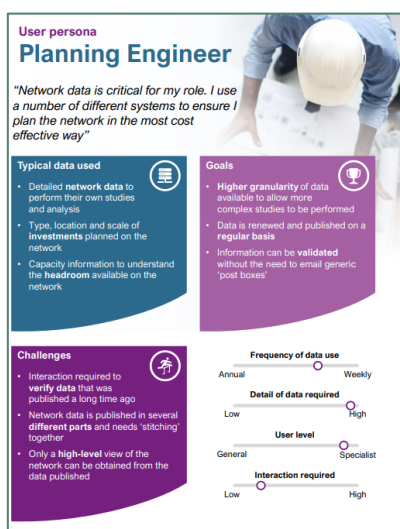 User persona
Planning Engineer
“Network data is critical for my role. I use
a number of different systems to ensure I
plan the network in the most cost
effective way”
Typical data used
• Detailed network data to
perform their own studies
and analysis
• Type, location and scale of
investments planned on the
network
• Capacity information to understand
the headroom available on the
network
Goals
• Higher granularity of data
available to allow more
complex studies to be performed
• Data is renewed and published on a
regular basis
• Information can be validated
without the need to email generic
‘post boxes’
Challenges
• Interaction required to
verify data that was
published a long time ago
• Network data is published in several
different parts and needs ‘stitching’
together
• Only a high-level view of the
network can be obtained from the
data published
Frequency of data use
Annual Weekly
Detail of data required
Low High
User level
General Specialist
Interaction required
Low High